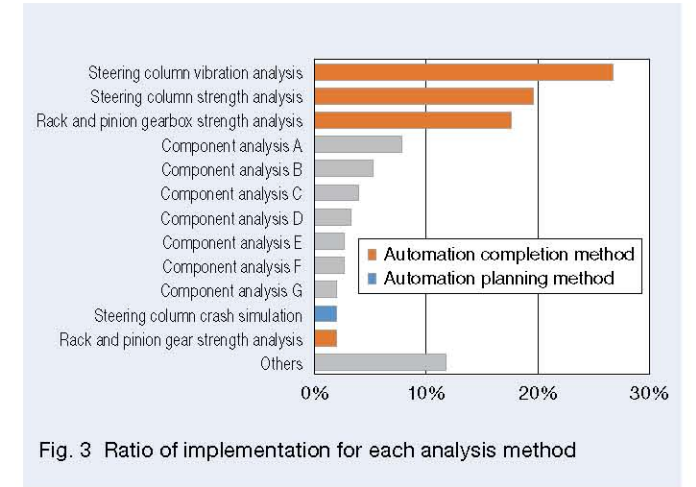 Steering column vibration analysis
Steering column strength analysis
Rack and pinion gearbox strength analysis
Component analysis A
Component analysis B
Component analysis C
Component analysis D
Component analysis E
Component analysis F
Component analysis G
Steering column crash simulation
Rack and pinion gear strength analysis
Others
Automation completion method
Automation planning method
0% 10% 20% 30%
Fig. 3 Ratio of implementation for each analysis method